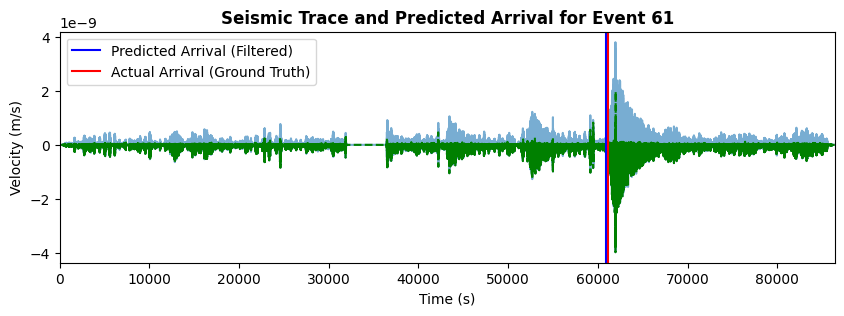 Seismic Trace and Predicted Arrival for Event 61
1e−9
Predicted Arrival (Filtered)
Actual Arrival (Ground Truth)
4
2
0
−2
−4
Velocity (m/s)
0 10000 20000 30000 40000 50000 60000 70000 80000
Time (s)